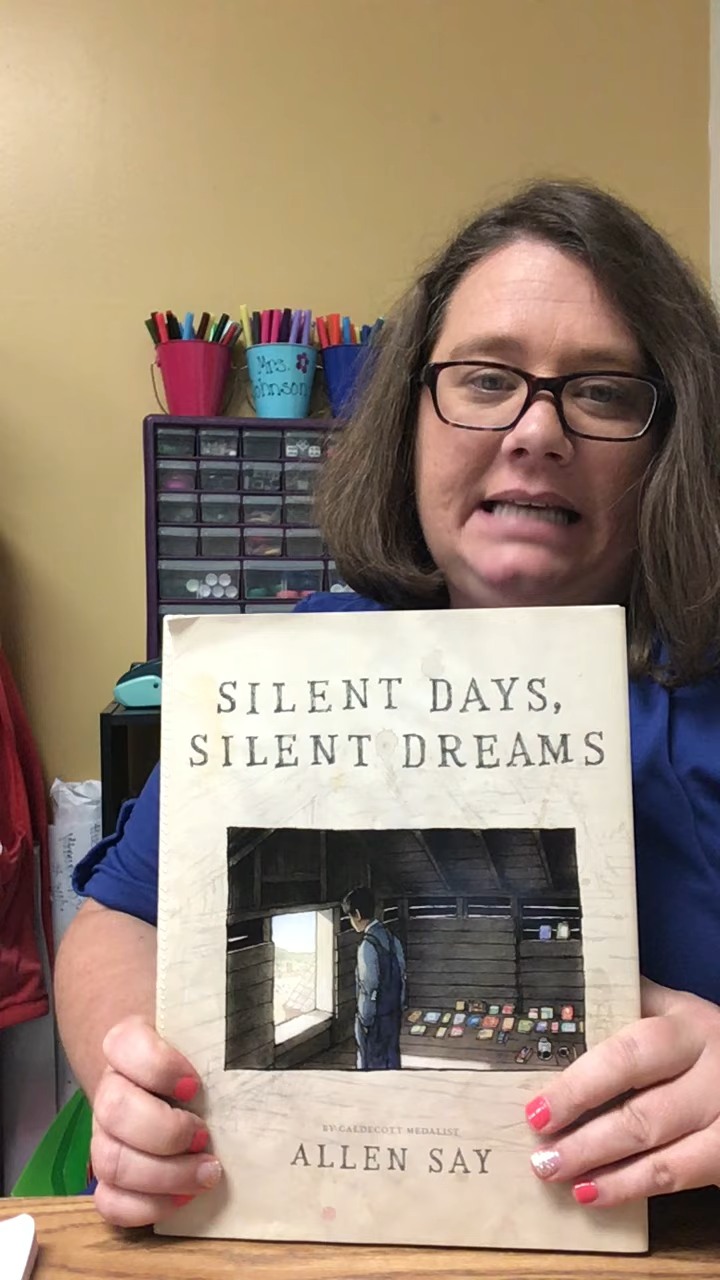 Mrs.
Johnson
SILENT DAYS,
SILENT DREAMS
BY CALDECOTT MEDALIST
ALLEN SAY